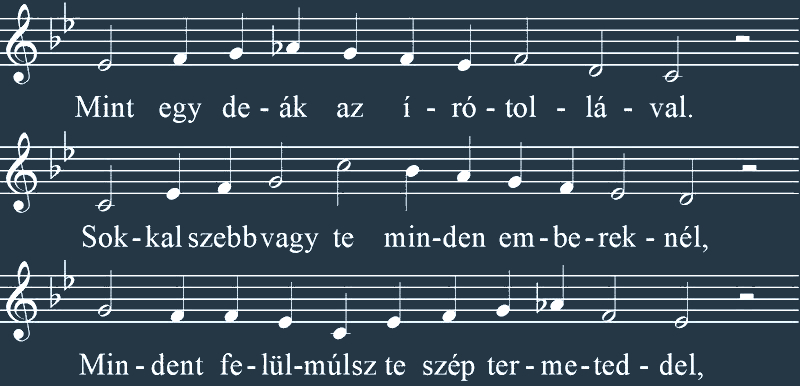 Mint egy de - ák az í - ró - tol - lá - val.
Sok - kal szebb vagy te min - den em - be - rek - nél,
Min - dent fe - lül - múlsz te szép ter - me - ted - del,